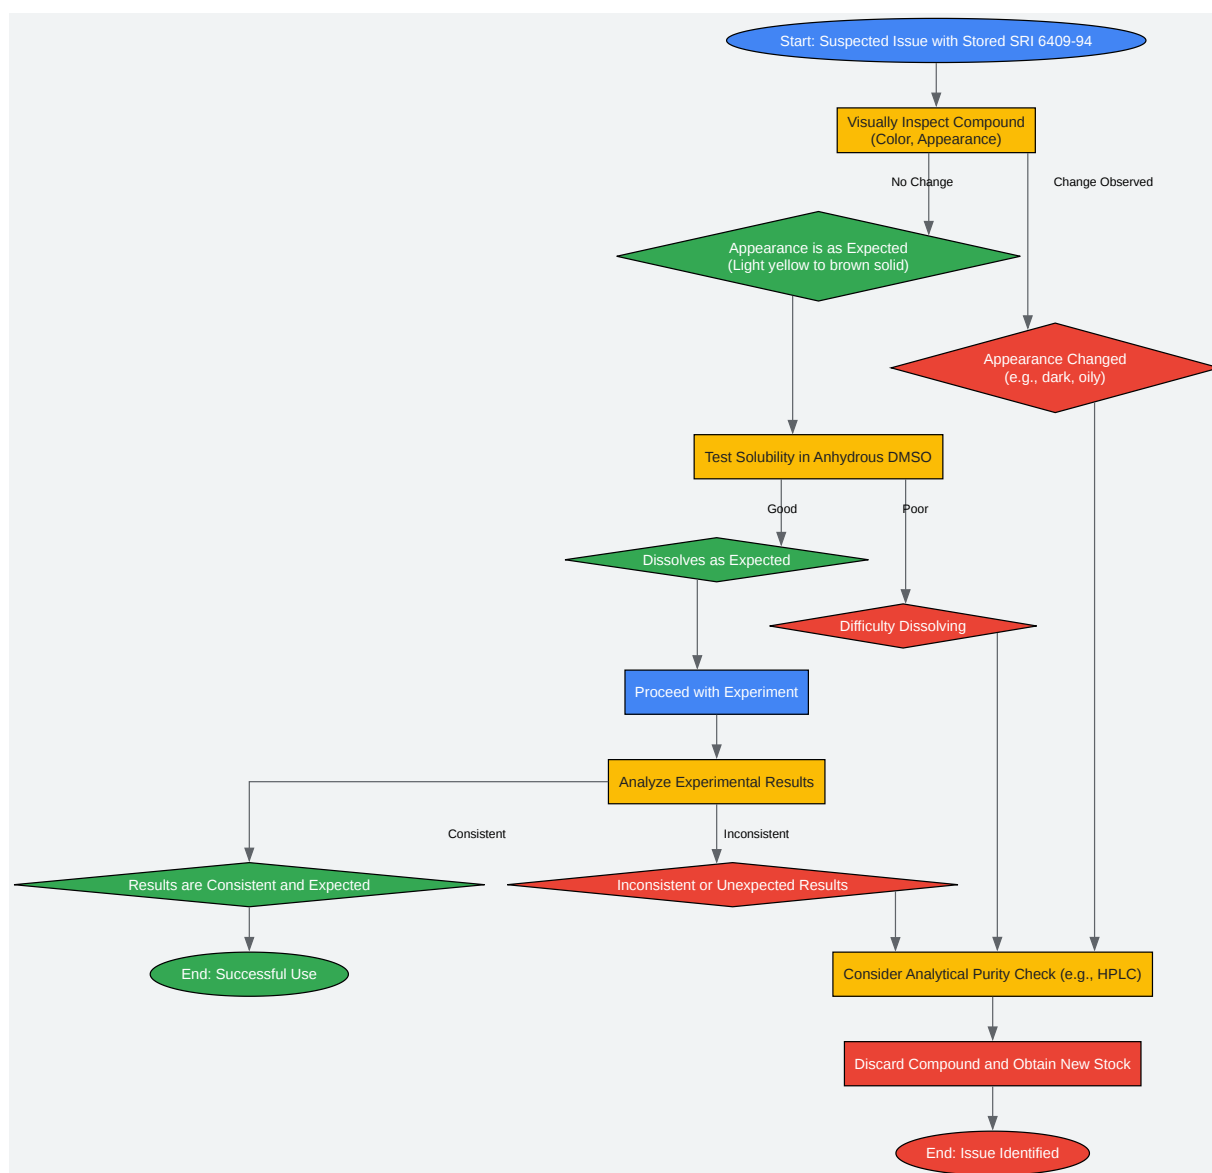 Start: Suspected Issue with Stored SRI 6409-94
Visually Inspect Compound
(Color, Appearance)
No Change
Change Observed
Appearance is as Expected
(Light yellow to brown solid)
Appearance Changed
(e.g., dark, oily)
Test Solubility in Anhydrous DMSO
Good
Poor
Dissolves as Expected
Difficulty Dissolving
Proceed with Experiment
Analyze Experimental Results
Consistent
Inconsistent
Results are Consistent and Expected
Inconsistent or Unexpected Results
End: Successful Use
Consider Analytical Purity Check (e.g., HPLC)
Discard Compound and Obtain New Stock
End: Issue Identified